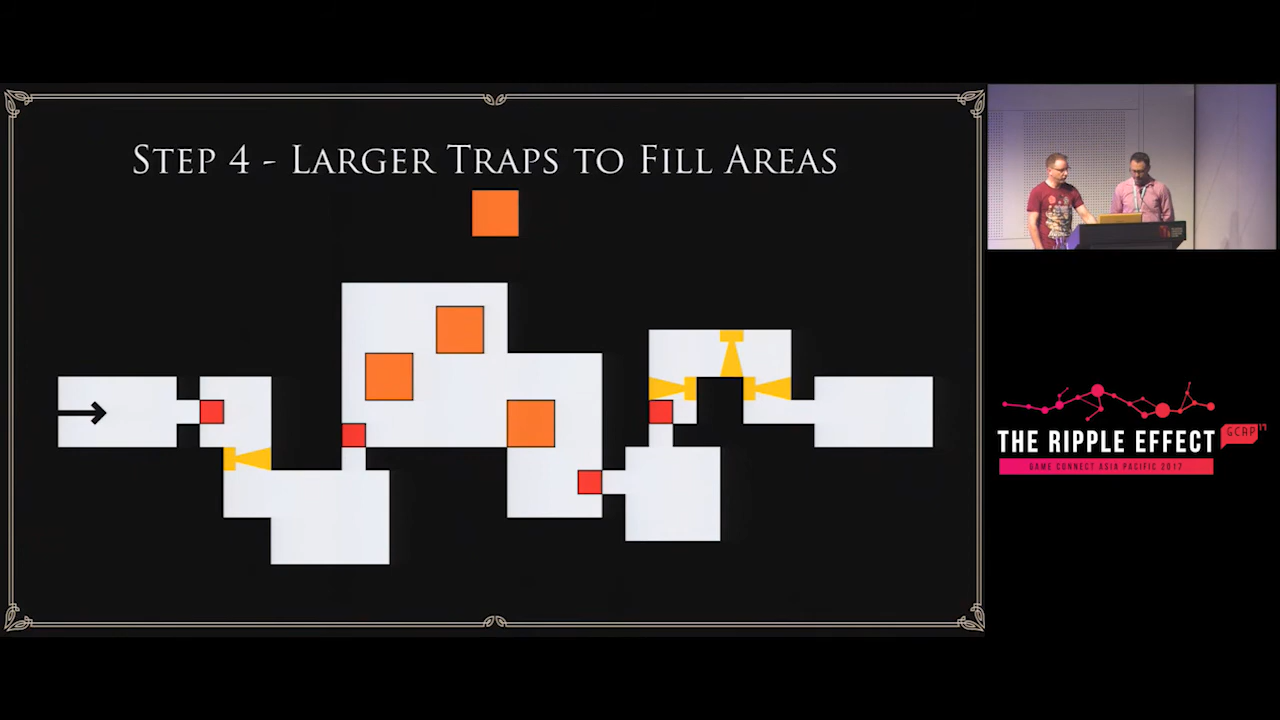 STEP 4 - LARGER TRAPS TO FILL AREAS
THE RIPPLE EFFECT
GCAP 17
GAME CONNECT ASIA PACIFIC 2017